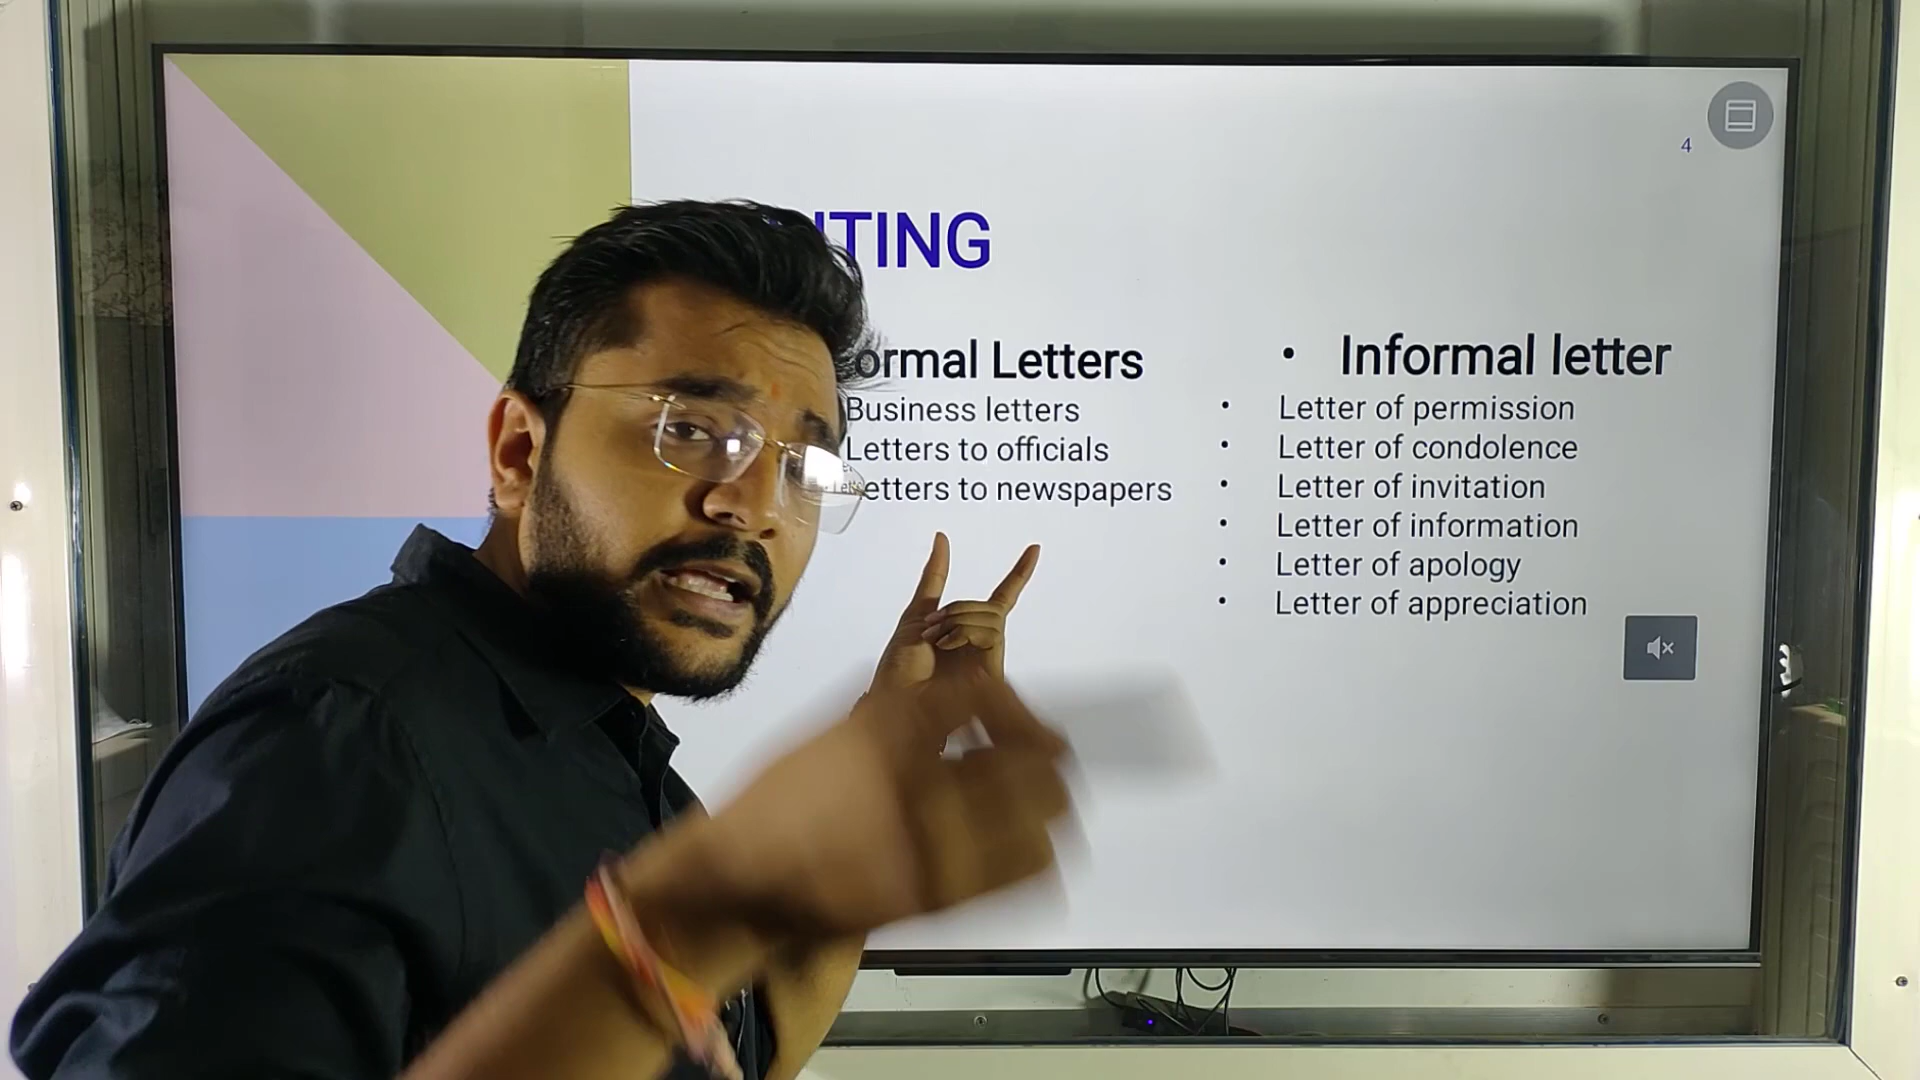 4
ITING
ormal Letters
Business letters
Letters to officials
etters to newspapers
• Informal letter
• Letter of permission
• Letter of condolence
• Letter of invitation
• Letter of information
• Letter of apology
• Letter of appreciation